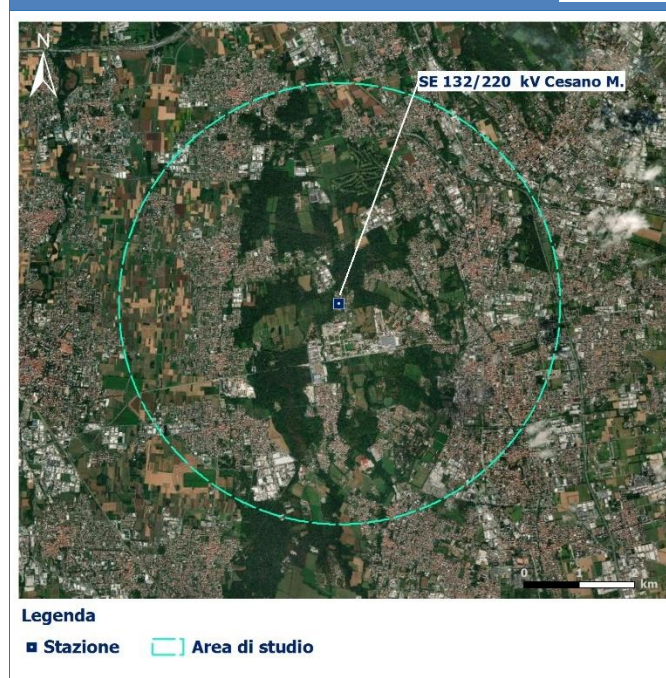 N
SE 132/220 kV Cesano M.
0
km
Legenda
Stazione
Area di studio